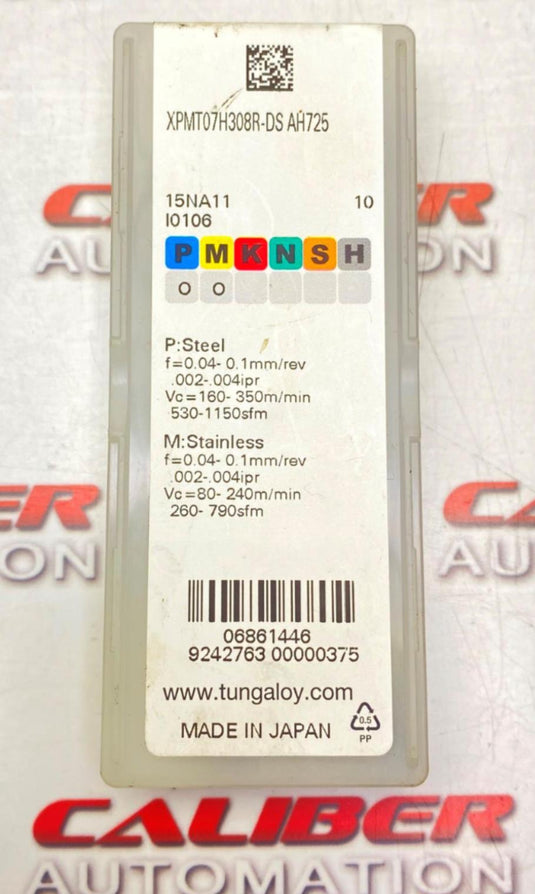 XPMT07H308R-DS AH725
15NA11 10
I0106
P M K N S H
O O
P:Steel
f=0.04- 0.1mm/rev
.002-.004ipr
Vc=160- 350m/min
530-1150sfm
M:Stainless
f=0.04- 0.1mm/rev
.002-.004ipr
Vc=80- 240m/min
260- 790sfm
06861446
9242763 00000375
www.tungaloy.com
MADE IN JAPAN
0.5
PP
CALIBER
AUTOMATION